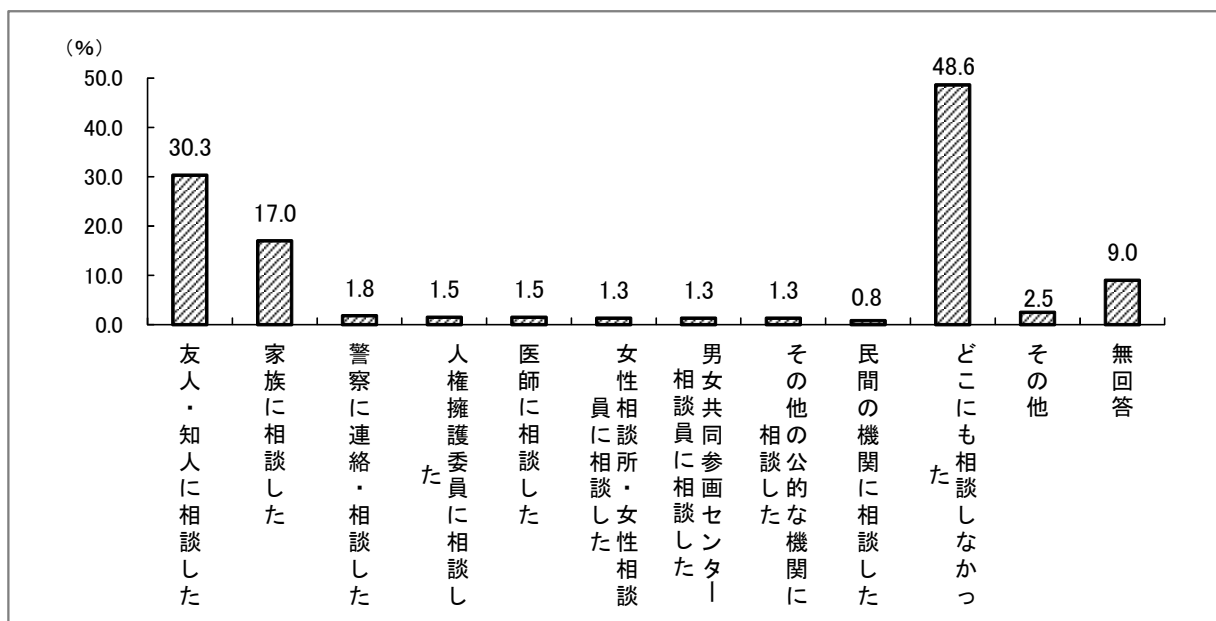 （％）
50.0
40.0
30.0
20.0
10.0
0.0
30.3
17.0
1.8
1.5
1.5
1.3
1.3
1.3
0.8
48.6
2.5
9.0
友人・知人に相談した
家族に相談した
警察に連絡・相談した
人権擁護委員に相談し
た
医師に相談した
女性相談所・女性相談
員に相談した
男女共同参画センター
相談員に相談した
その他の公的な機関に
相談した
民間の機関に相談した
どこにも相談しなかっ
た
その他
無回答